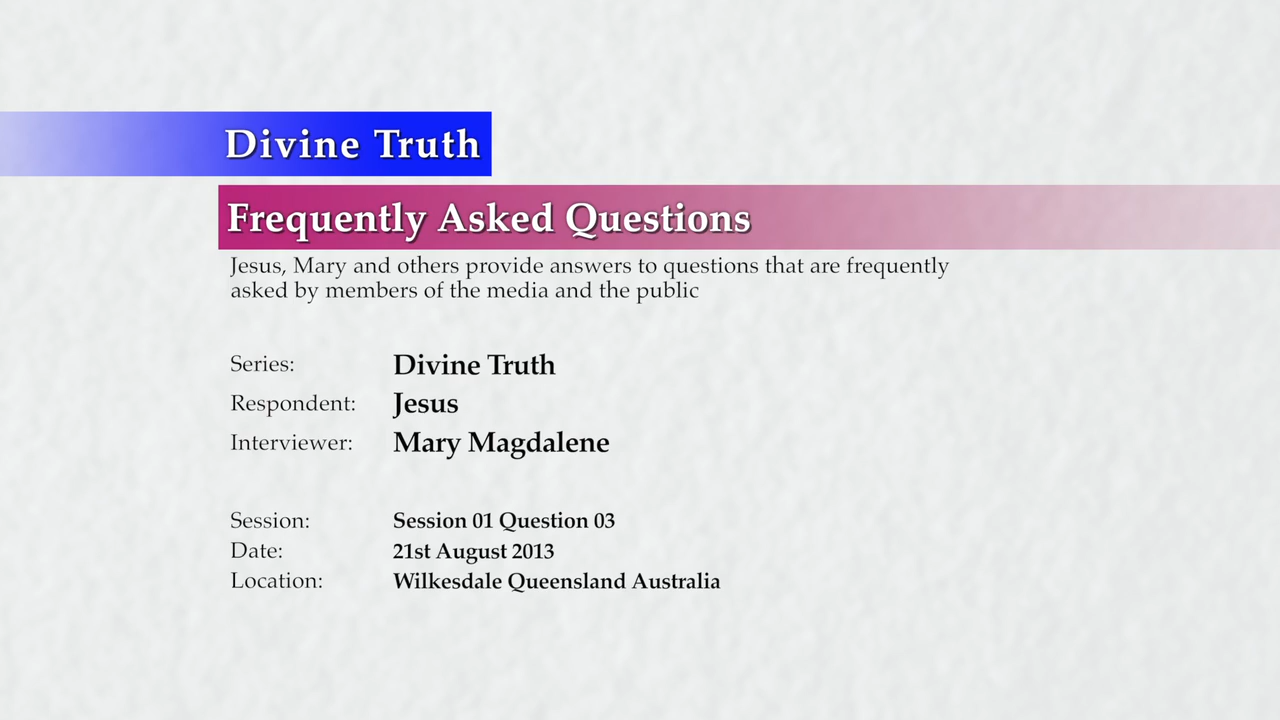 Divine Truth
Frequently Asked Questions
Jesus, Mary and others provide answers to questions that are frequently
asked by members of the media and the public
Series: Divine Truth
Respondent: Jesus
Interviewer: Mary Magdalene
Session: Session 01 Question 03
Date: 21st August 2013
Location: Wilkesdale Queensland Australia